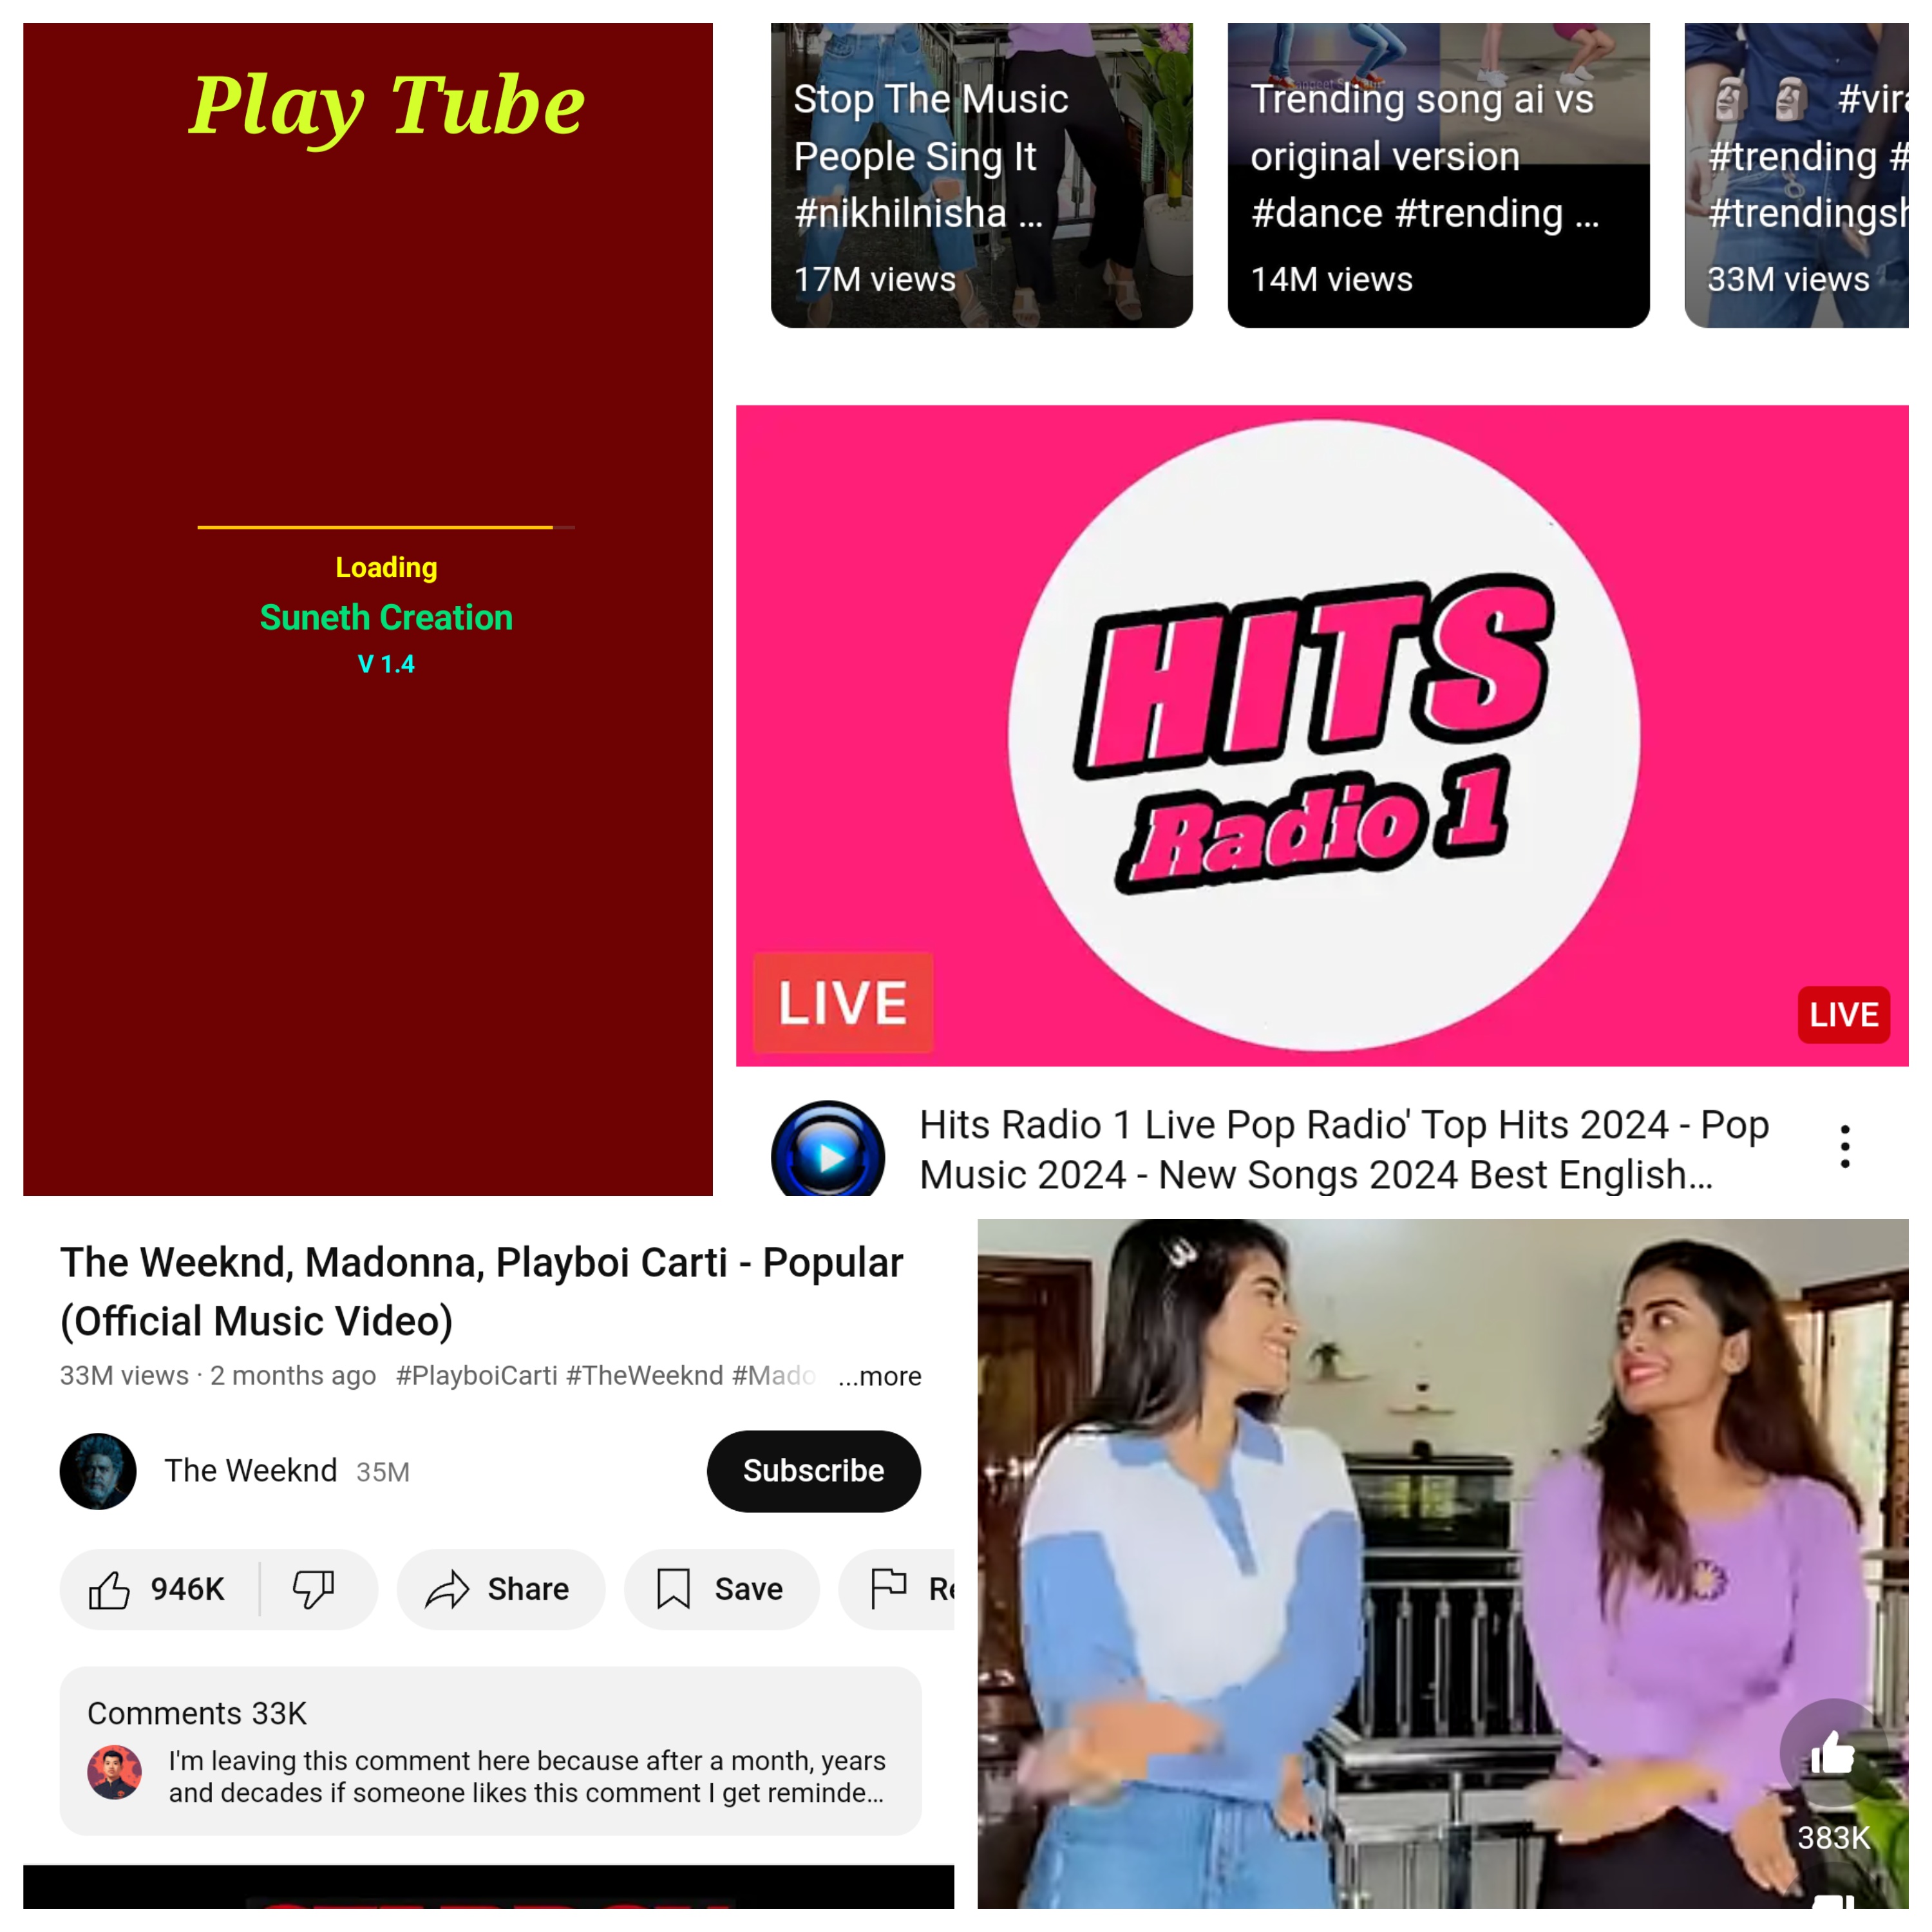 Play Tube
Loading
Suneth Creation
V 1.4
Stop The Music
People Sing It
#nikhilnisha ...
17M views
Trending song ai vs
original version
#dance #trending ...
14M views
#vira
#trending #
#trendingsh
33M views
HITS
Radio 1
LIVE
LIVE
Hits Radio 1 Live Pop Radio' Top Hits 2024 - Pop
Music 2024 - New Songs 2024 Best English...
The Weeknd, Madonna, Playboi Carti - Popular
(Official Music Video)
33M views · 2 months ago #PlayboiCarti #TheWeeknd #Mado ...more
The Weeknd 35M
Subscribe
946K
Share
Save
Re
Comments 33K
I'm leaving this comment here because after a month, years
and decades if someone likes this comment I get reminde...
383K